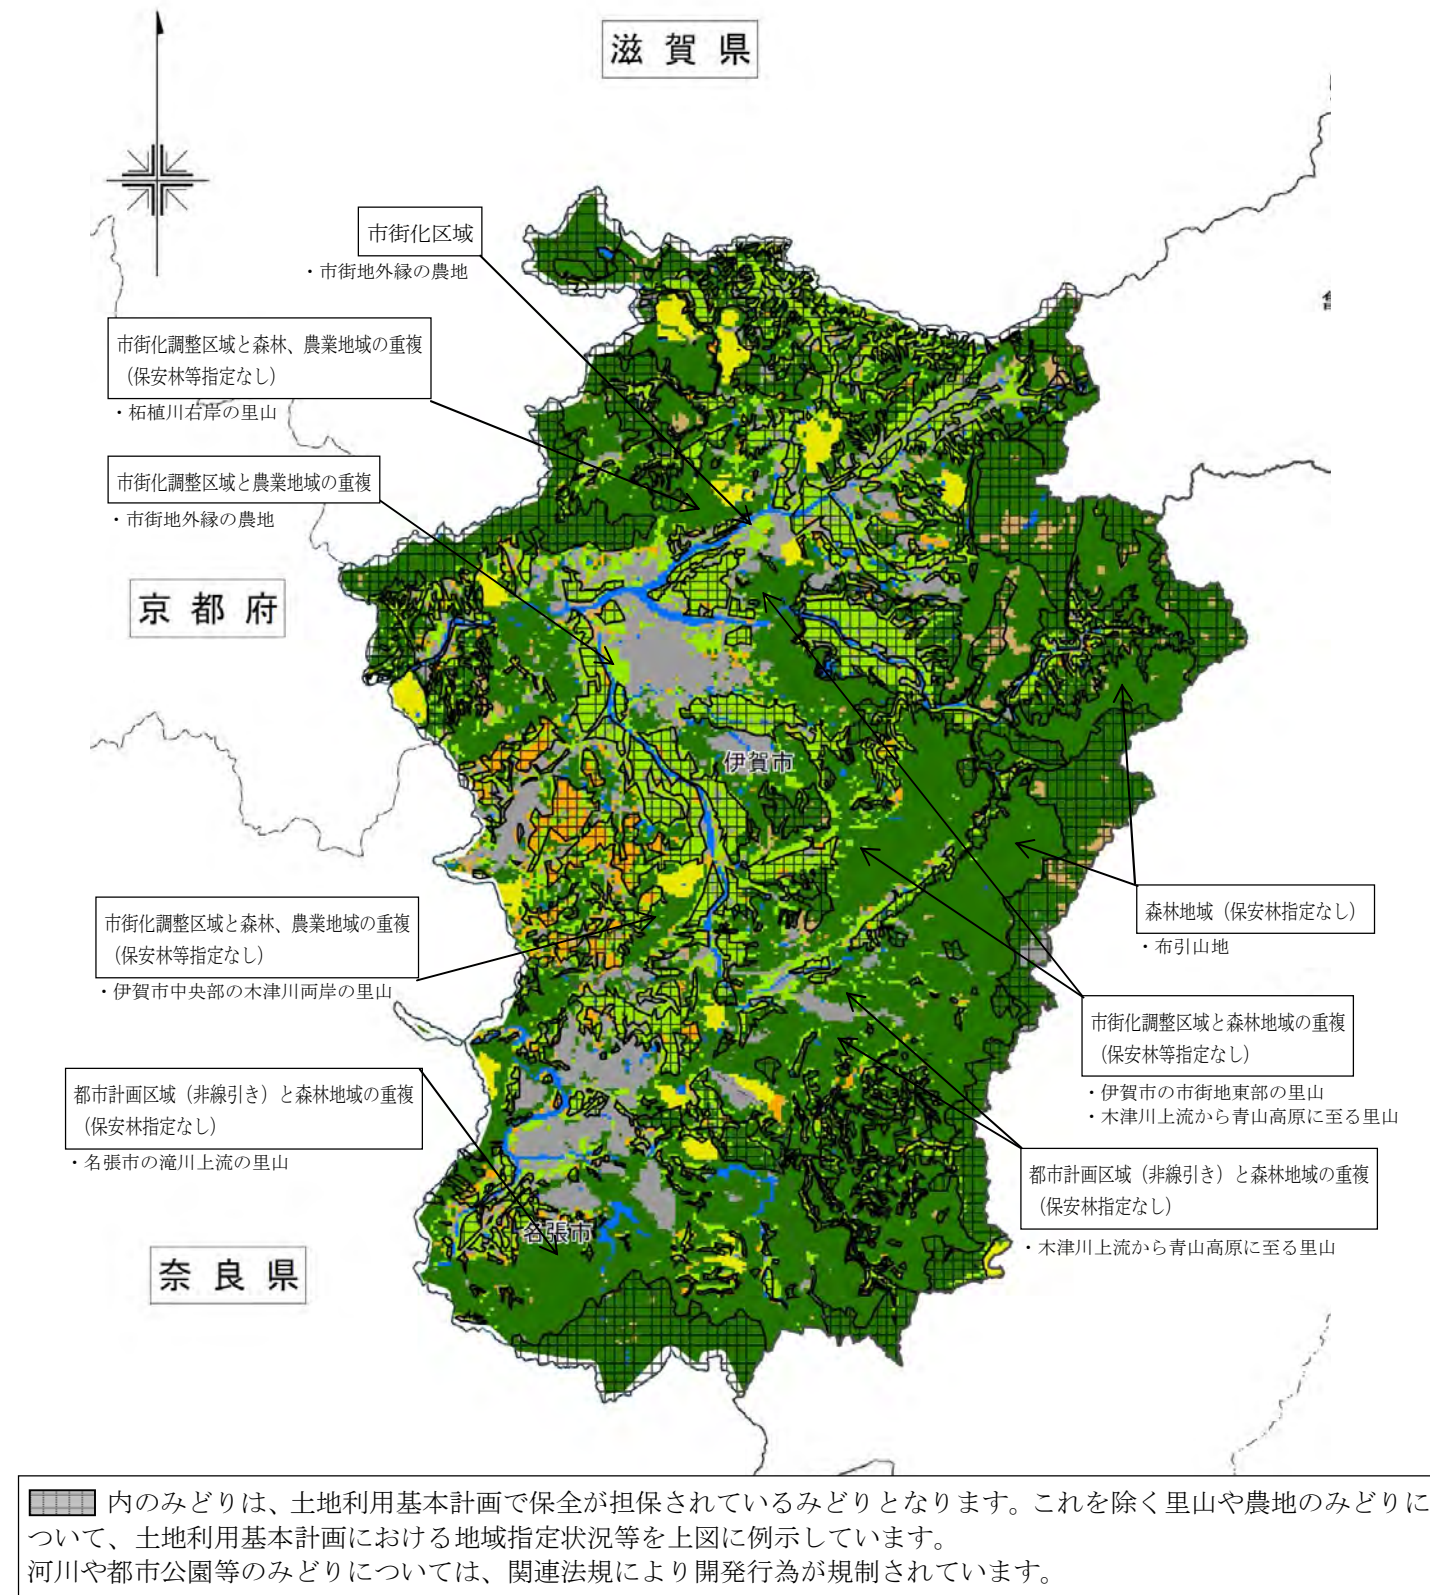 滋賀県
市街化区域
・市街地外縁の農地
市街化調整区域と森林、農業地域の重複
（保安林等指定なし）
・柘植川右岸の里山
市街化調整区域と農業地域の重複
・市街地外縁の農地
京都府
伊賀市
市街化調整区域と森林、農業地域の重複
（保安林等指定なし）
・伊賀市中央部の木津川両岸の里山
森林地域（保安林指定なし）
・布引山地
市街化調整区域と森林地域の重複
（保安林等指定なし）
・伊賀市の市街地東部の里山
・木津川上流から青山高原に至る里山
都市計画区域（非線引き）と森林地域の重複
（保安林指定なし）
・名張市の滝川上流の里山
都市計画区域（非線引き）と森林地域の重複
（保安林指定なし）
・木津川上流から青山高原に至る里山
名張市
奈良県
内のみどりは、土地利用基本計画で保全が担保されているみどりとなります。これを除く里山や農地のみどりに
ついて、土地利用基本計画における地域指定状況等を上図に例示しています。
河川や都市公園等のみどりについては、関連法規により開発行為が規制されています。